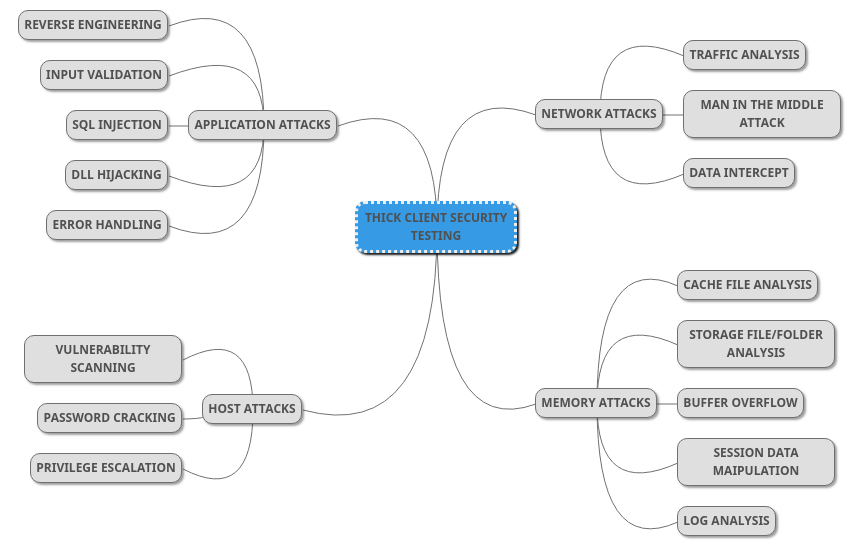 THICK CLIENT SECURITY
TESTING
APPLICATION ATTACKS
REVERSE ENGINEERING
INPUT VALIDATION
SQL INJECTION
DLL HIJACKING
ERROR HANDLING
HOST ATTACKS
VULNERABILITY
SCANNING
PASSWORD CRACKING
PRIVILEGE ESCALATION
NETWORK ATTACKS
TRAFFIC ANALYSIS
MAN IN THE MIDDLE
ATTACK
DATA INTERCEPT
MEMORY ATTACKS
CACHE FILE ANALYSIS
STORAGE FILE/FOLDER
ANALYSIS
BUFFER OVERFLOW
SESSION DATA
MAIPULATION
LOG ANALYSIS